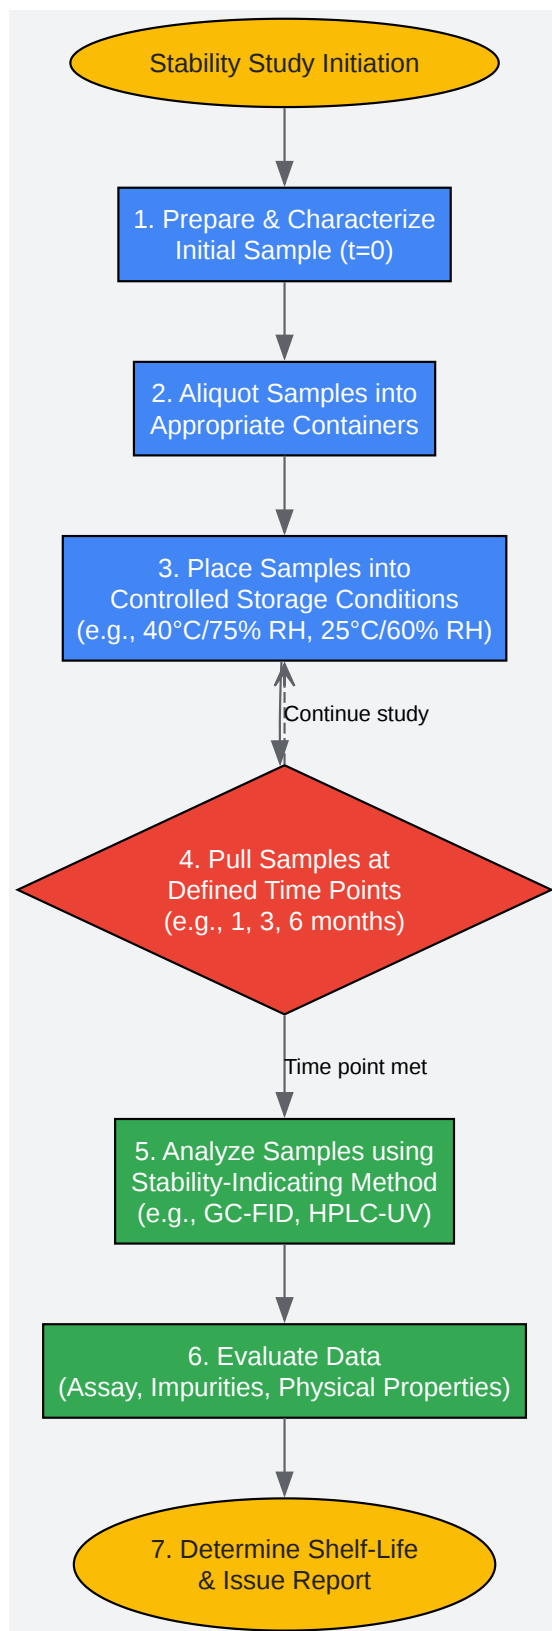 Stability Study Initiation
1. Prepare & Characterize
Initial Sample (t=0)
2. Aliquot Samples into
Appropriate Containers
3. Place Samples into
Controlled Storage Conditions
(e.g., 40°C/75% RH, 25°C/60% RH)
Continue study
4. Pull Samples at
Defined Time Points
(e.g., 1, 3, 6 months)
Time point met
5. Analyze Samples using
Stability-Indicating Method
(e.g., GC-FID, HPLC-UV)
6. Evaluate Data
(Assay, Impurities, Physical Properties)
7. Determine Shelf-Life
& Issue Report